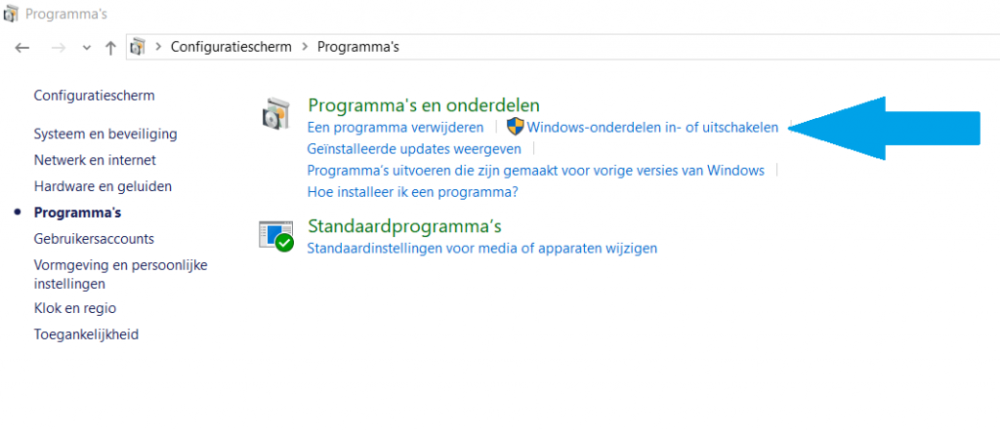 Programma's
Configuratiescherm > Programma's
Configuratiescherm
Systeem en beveiliging
Netwerk en internet
Hardware en geluiden
Programma's
Gebruikersaccounts
Vormgeving en persoonlijke
instellingen
Klok en regio
Toegankelijkheid
Programma's en onderdelen
Een programma verwijderen
Windows-onderdelen in- of uitschakelen
Geïnstalleerde updates weergeven
Programma's uitvoeren die zijn gemaakt voor vorige versies van Windows
Hoe installeer ik een programma?
Standaardprogramma’s
Standaardinstellingen voor media of apparaten wijzigen